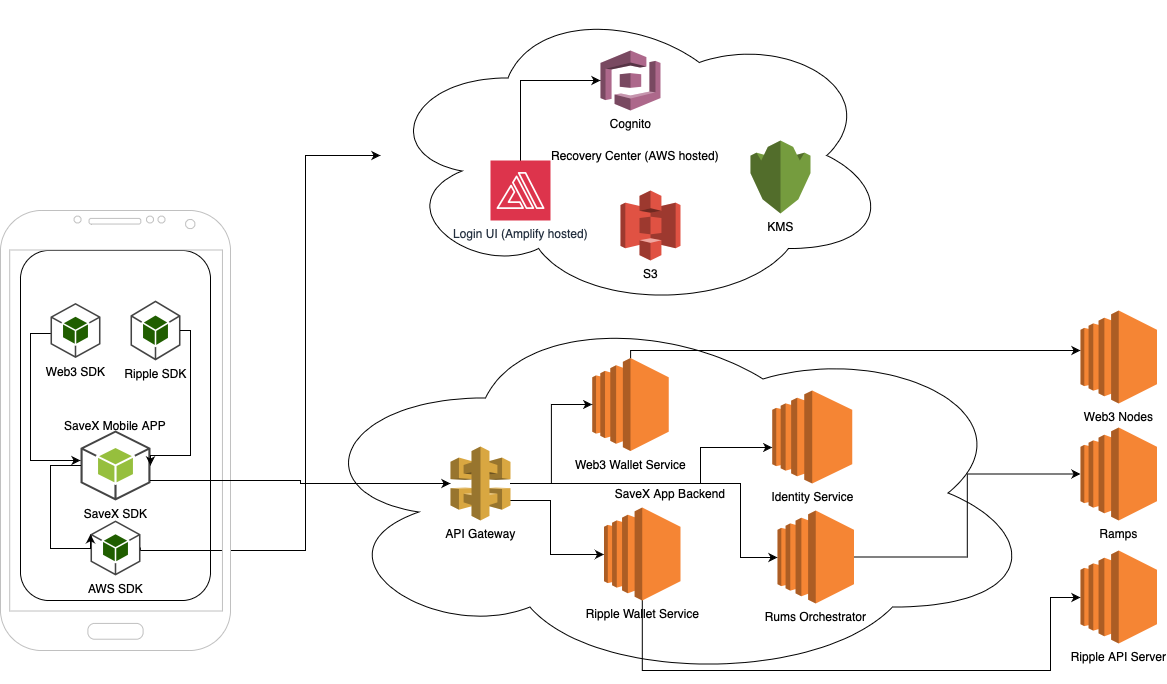 Cognito
Recovery Center (AWS hosted)
Login UI (Amplify hosted)
KMS
S3
Web3 SDK
Ripple SDK
SaveX Mobile APP
SaveX SDK
AWS SDK
API Gateway
Web3 Wallet Service
SaveX App Backend
Identity Service
Ripple Wallet Service
Rums Orchestrator
Web3 Nodes
Ramps
Ripple API Server